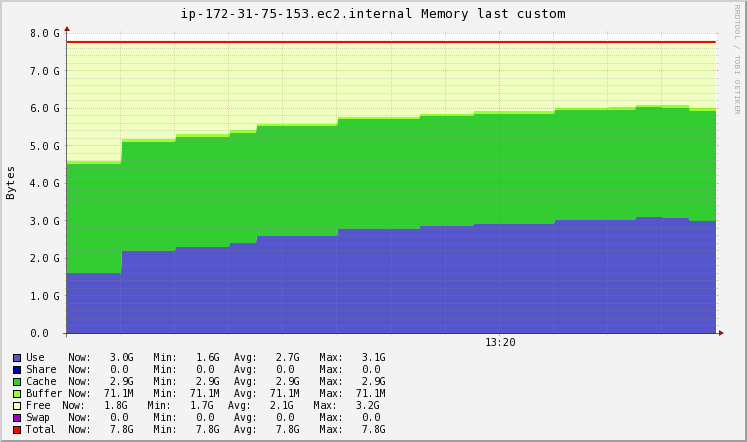 ip-172-31-75-153.ec2.internal Memory last custom
RRDTOOL / TOBI OETIKER
Bytes
8.0 G
7.0 G
6.0 G
5.0 G
4.0 G
3.0 G
2.0 G
1.0 G
0.0
13:20
Use Now: 3.0G Min: 1.6G Avg: 2.7G Max: 3.1G
Share Now: 0.0 Min: 0.0 Avg: 0.0 Max: 0.0
Cache Now: 2.9G Min: 2.9G Avg: 2.9G Max: 2.9G
Buffer Now: 71.1M Min: 71.1M Avg: 71.1M Max: 71.1M
Free Now: 1.8G Min: 1.7G Avg: 2.1G Max: 3.2G
Swap Now: 0.0 Min: 0.0 Avg: 0.0 Max: 0.0
Total Now: 7.8G Min: 7.8G Avg: 7.8G Max: 7.8G